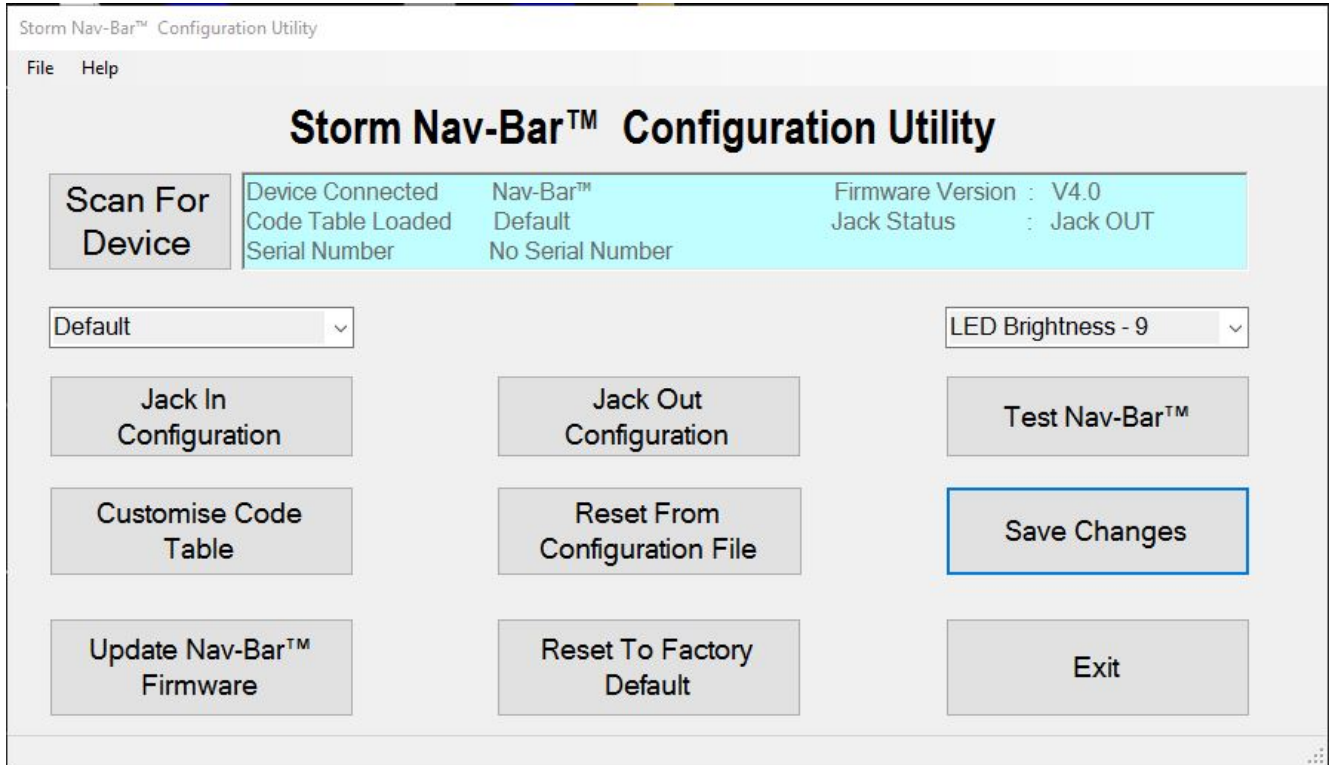 Storm Nav-Bar™ Configuration Utility
File Help
Storm Nav-Bar™ Configuration Utility
Scan For
Device
Device Connected Nav-Bar™ Firmware Version : V4.0
Code Table Loaded Default Jack Status : Jack OUT
Serial Number No Serial Number
Default LED Brightness - 9
Jack In
Configuration
Jack Out
Configuration
Test Nav-Bar™
Customise Code
Table
Reset From
Configuration File
Save Changes
Update Nav-Bar™
Firmware
Reset To Factory
Default
Exit